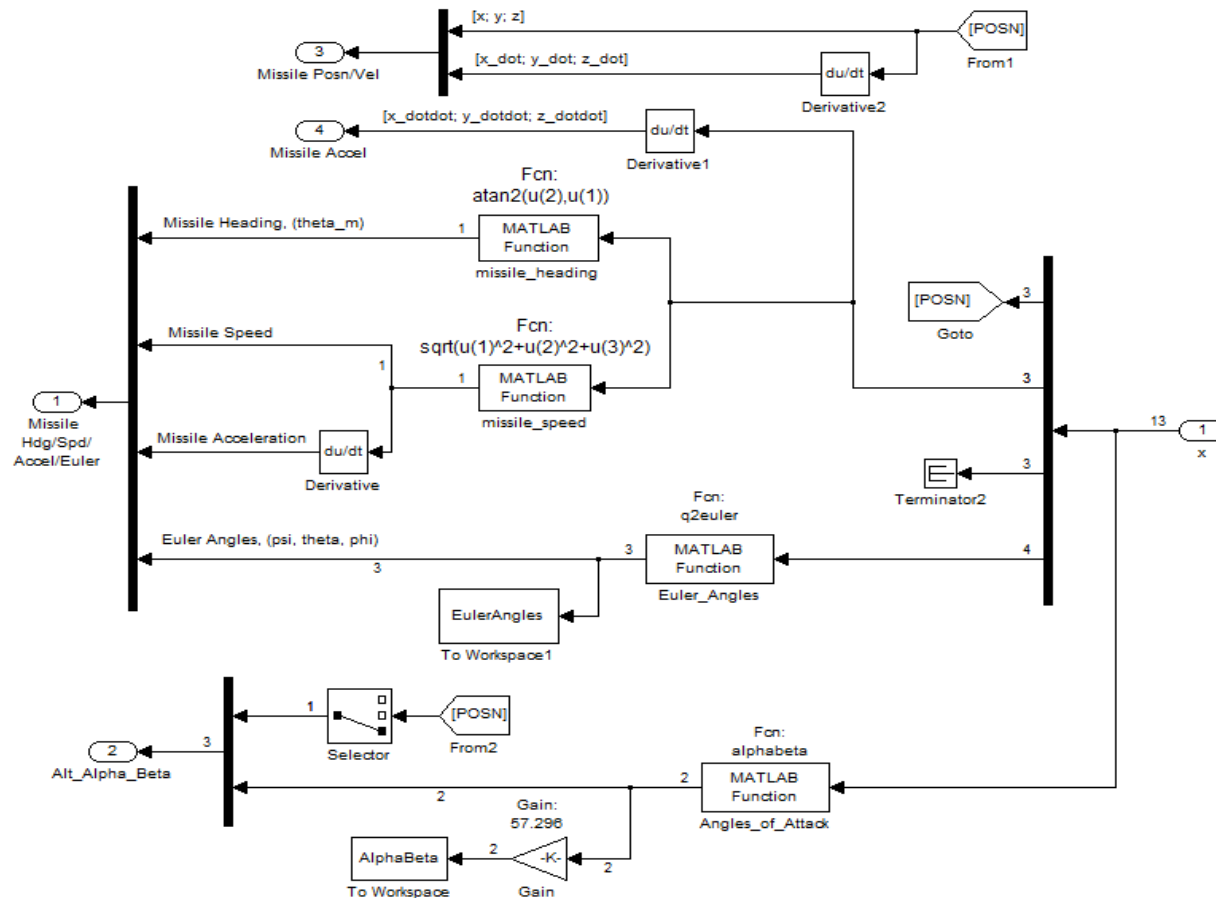 [x; y; z]
[POSN]
3
[x_dot; y_dot; z_dot]
From1
Missile Posn/Vel
du/dt
Derivative2
[x_dotdot; y_dotdot; z_dotdot]
4
du/dt
Missile Accel
Derivative1
Fcn:
atan2(u(2),u(1))
Missile Heading, (theta_m)
1
MATLAB
Function
missile_heading
3
[POSN]
Goto
Fcn:
sqrt(u(1)^2+u(2)^2+u(3)^2)
Missile Speed
1
1
MATLAB
Function
missile_speed
3
1
Missile
Hdg/Spd/
Accel/Euler
13
1
x
Missile Acceleration
du/dt
Derivative
3
Terminator2
Fcn:
q2euler
Euler Angles, (psi, theta, phi)
3
3
MATLAB
Function
Euler_Angles
4
EulerAngles
To Workspace1
1
[POSN]
Selector
From2
2
3
Alt_Alpha_Beta
Fcn:
alphabeta
2
2
MATLAB
Function
Angles_of_Attack
Gain:
57.296
AlphaBeta
2
-K-
2
To Workspace
Gain